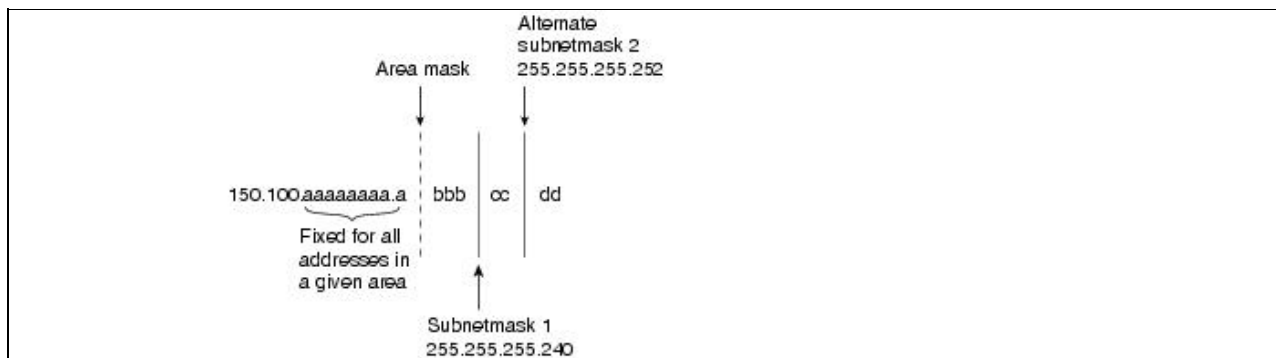 Alternate
subnetmask 2
255.255.255.252
Area mask
150.100.aaaaaaaa.a bbb cc dd
Fixed for all
addresses in
a given area
Subnetmask 1
255.255.255.240